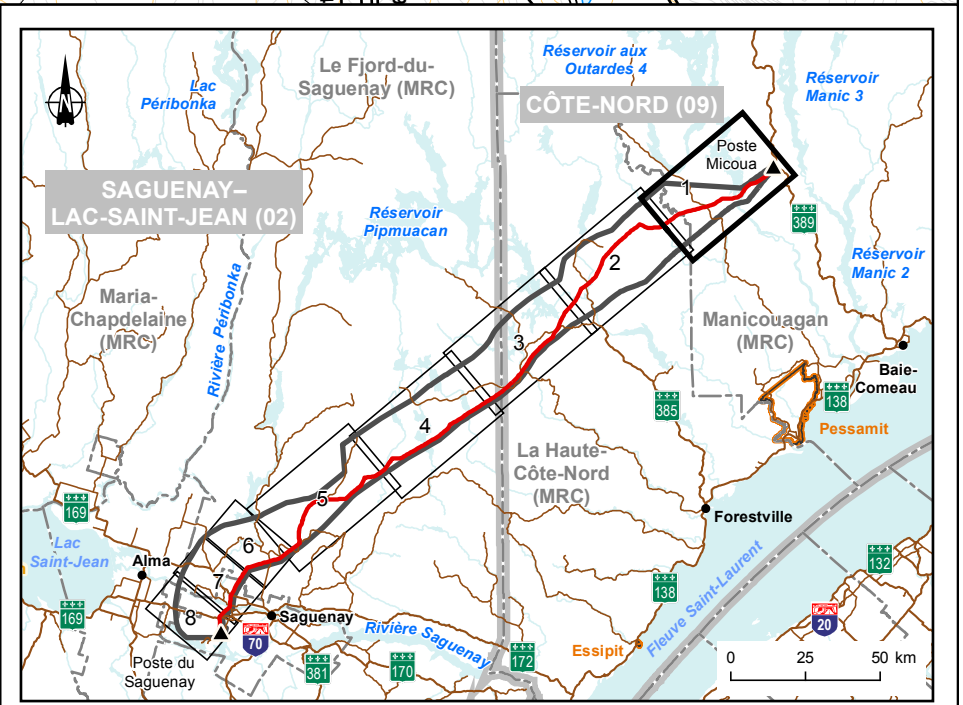 Réservoir aux
Outardes 4
Le Fjord-du-
Saguenay (MRC)
Réservoir
Manic 3
Lac
Péribonka
N
CÔTE-NORD (09)
Poste
Micoua
1
SAGUENAY–
LAC-SAINT-JEAN (02)
Réservoir
Pipmuacan
389
2
Réservoir
Manic 2
Rivière Péribonka
Maria-
Chapdelaine
(MRC)
Manicouagan
(MRC)
3
Baie-
Comeau
138
385
Pessamit
4
La Haute-
Côte-Nord
(MRC)
5
169
Forestville
Lac
Saint-Jean
Alma
6
7
Fleuve Saint-Laurent
132
138
169
8
Saguenay
70
20
Rivière Saguenay
Essipit
172
Poste du
Saguenay
381
170
0 25 50 km